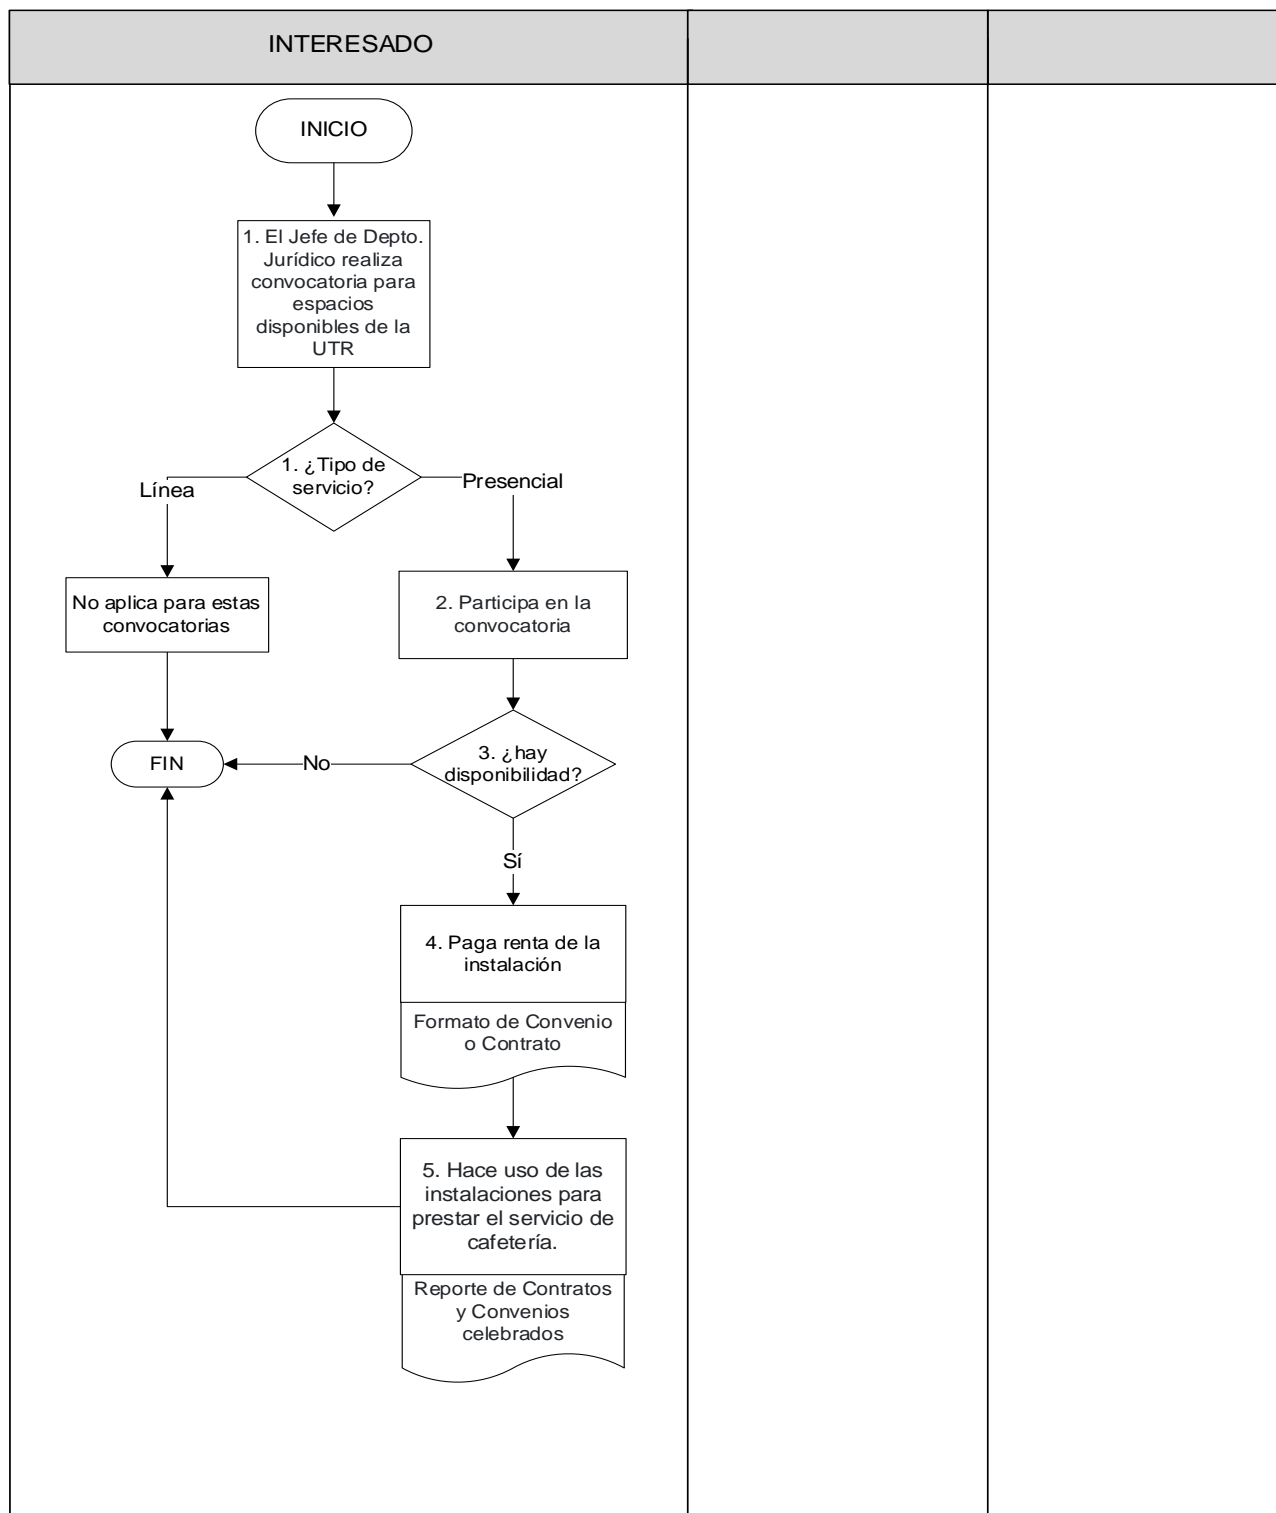 INTERESADO
INICIO
1. El Jefe de Depto.
Jurídico realiza
convocatoria para
espacios
disponibles de la
UTR
1. ¿Tipo de
servicio?
Línea
Presencial
No aplica para estas
convocatorias
2. Participa en la
convocatoria
FIN
No
3. ¿hay
disponibilidad?
Sí
4. Paga renta de la
instalación
Formato de Convenio
o Contrato
5. Hace uso de las
instalaciones para
prestar el servicio de
cafetería.
Reporte de Contratos
y Convenios
celebrados